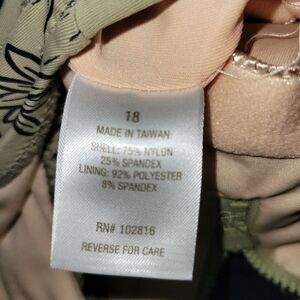 18
MADE IN TAIWAN
SHELL: 75% NYLON
25% SPANDEX
LINING: 92% POLYESTER
8% SPANDEX
RN# 102816
REVERSE FOR CARE